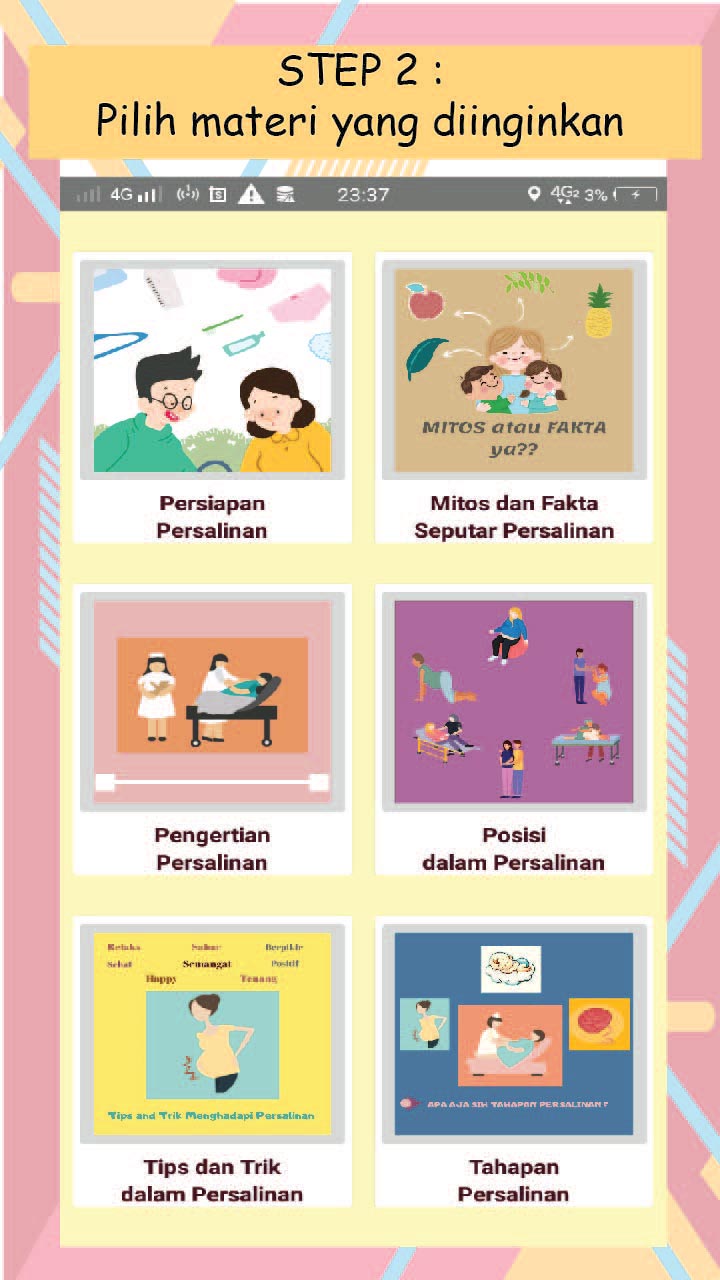 STEP 2 :
Pilih materi yang diinginkan
4G 23:37 4G2 3%
MITOS atau FAKTA
ya??
Persiapan
Persalinan
Mitos dan Fakta
Seputar Persalinan
Pengertian
Persalinan
Posisi
dalam Persalinan
Relaks Sabar Berpikir
Sehat Semangat Positif
Happy Tenang
Tips and Trik Menghadapi Persalinan
APA AJA SIH TAHAPAN PERSALINAN?
Tips dan Trik
dalam Persalinan
Tahapan
Persalinan